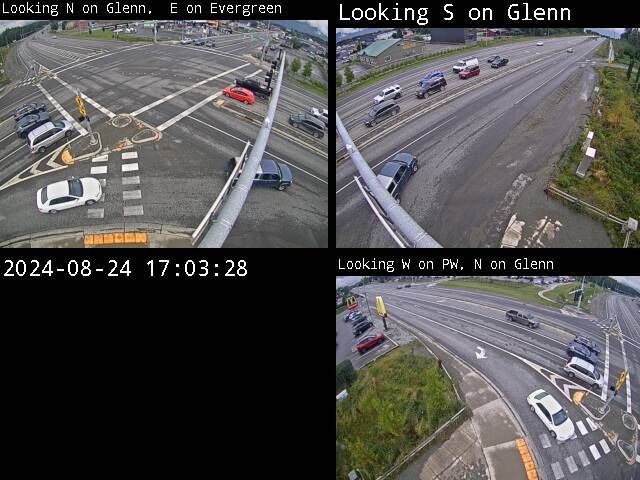 Looking N on Glenn,  E on Evergreen
Looking S on Glenn
2024-08-24 17:03:28
Looking W on PW, N on Glenn